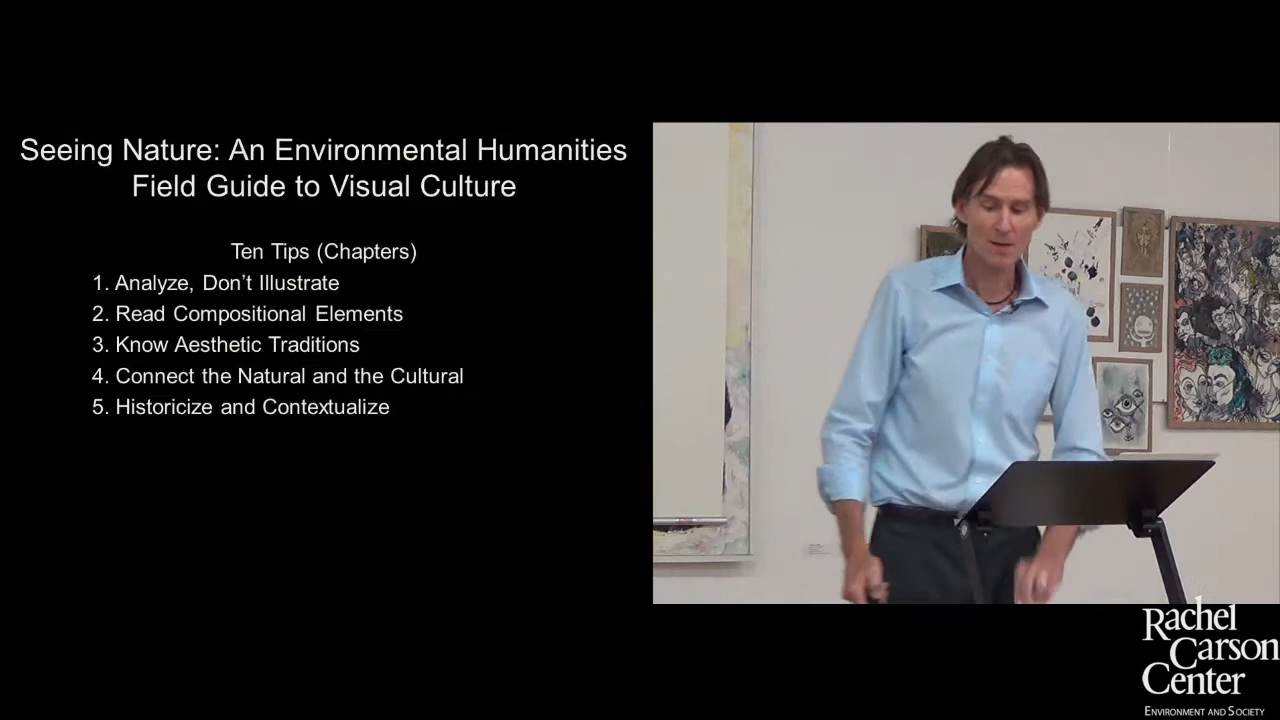 Seeing Nature: An Environmental Humanities
Field Guide to Visual Culture
Ten Tips (Chapters)
1. Analyze, Don't Illustrate
2. Read Compositional Elements
3. Know Aesthetic Traditions
4. Connect the Natural and the Cultural
5. Historicize and Contextualize
Rachel
Carson
Center
ENVIRONMENT AND SOCIETY